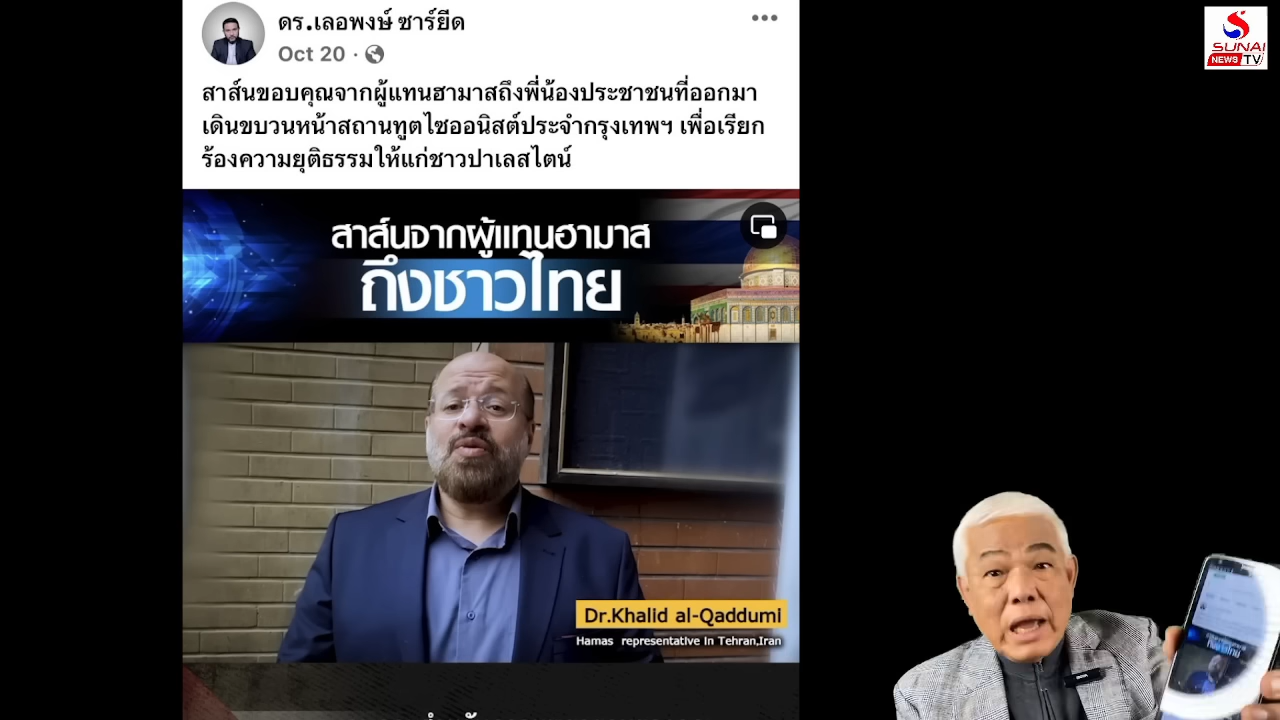 ดร.เลอพงษ์ ซาร์ยีด
Oct 20 ·
สาส์นขอบคุณจากผู้แทนฮามาสถึงพี่น้องประชาชนที่ออกมา
เดินขบวนหน้าสถานทูตไซออนิสต์ประจำกรุงเทพฯ เพื่อเรียก
ร้องความยุติธรรมให้แก่ชาวปาเลสไตน์
สาส์นจากผู้แทนฮามาส
ถึงชาวไทย
Dr.Khalid al-Qaddumi
Hamas representative In Tehran,Iran
SUNAI
NEWS TV